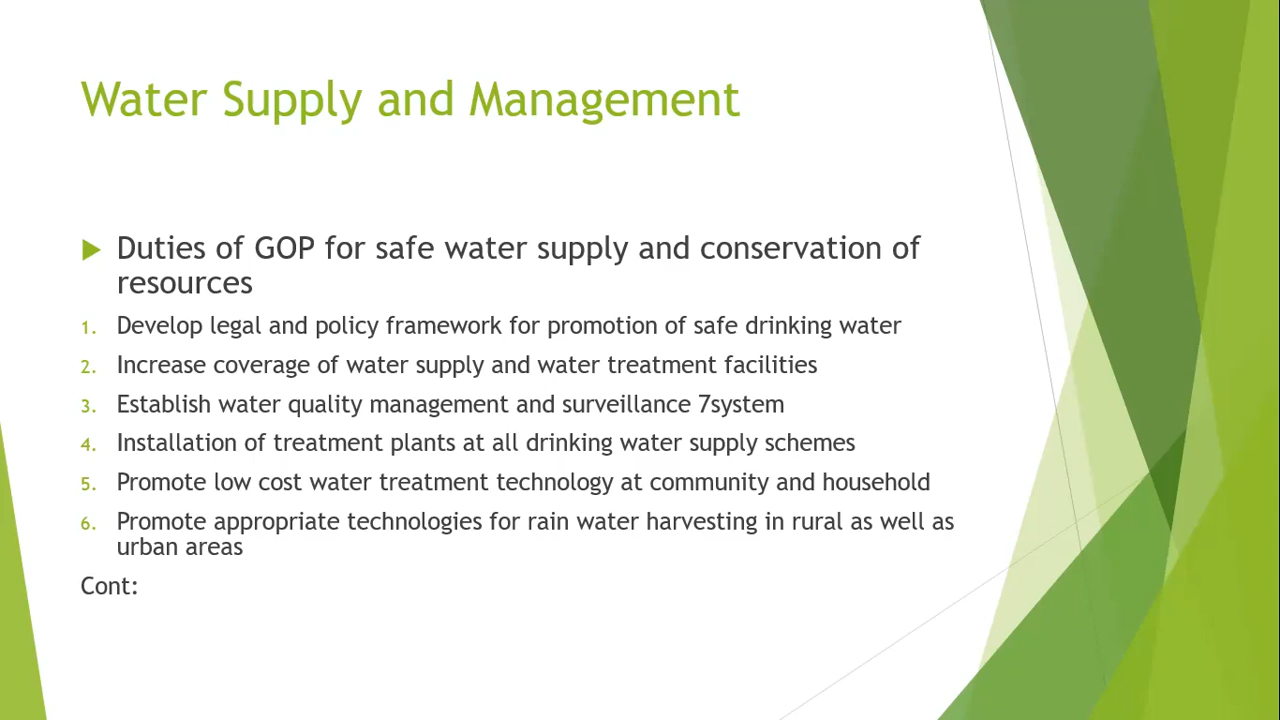 Water Supply and Management
Duties of GOP for safe water supply and conservation of
resources
1. Develop legal and policy framework for promotion of safe drinking water
2. Increase coverage of water supply and water treatment facilities
3. Establish water quality management and surveillance 7system
4. Installation of treatment plants at all drinking water supply schemes
5. Promote low cost water treatment technology at community and household
6. Promote appropriate technologies for rain water harvesting in rural as well as
urban areas
Cont: